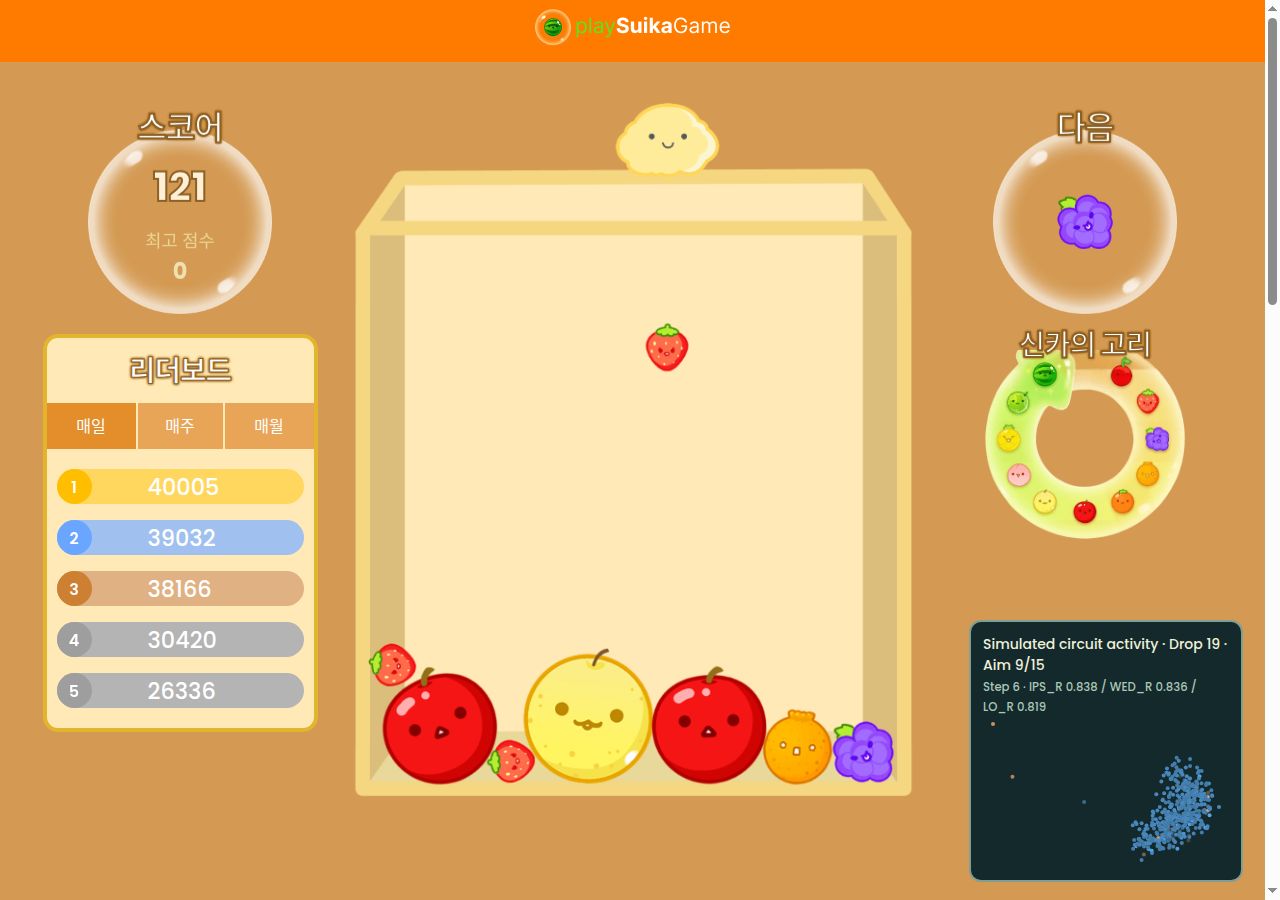 playSuikaGame
스코어
121
최고 점수
0
다음
리더보드
매일 매주 매월
1 40005
2 39032
3 38166
4 30420
5 26336
신카의 고리
Simulated circuit activity · Drop 19 ·
Aim 9/15
Step 6 · IPS_R 0.838 / WED_R 0.836 /
LO_R 0.819